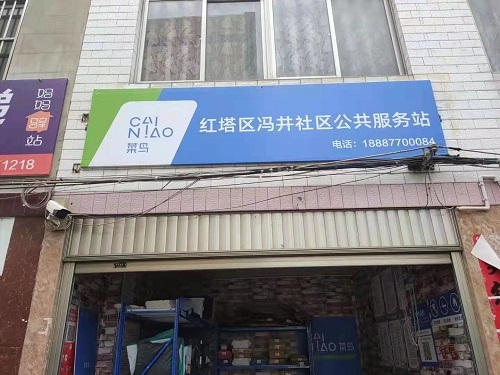 CAI
NIAO
菜鸟
红塔区冯井社区公共服务站
电话：18887700084
妈妈
驿
站
1218
AI
NIAO 菜鸟